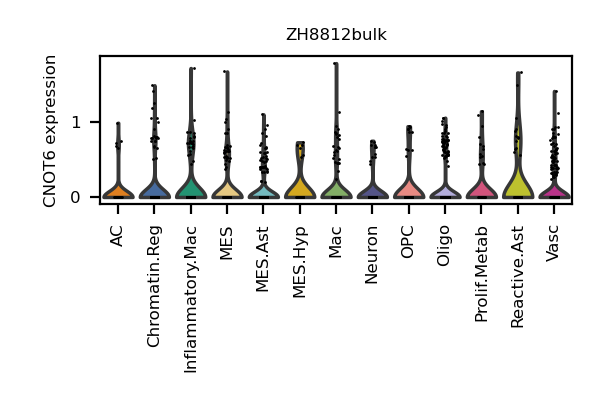 ZH8812bulk
CNOT6 expression
1
0
AC
Chromatin.Reg
Inflammatory.Mac
MES
MES.Ast
MES.Hyp
Mac
Neuron
OPC
Oligo
Prolif.Metab
Reactive.Ast
Vasc